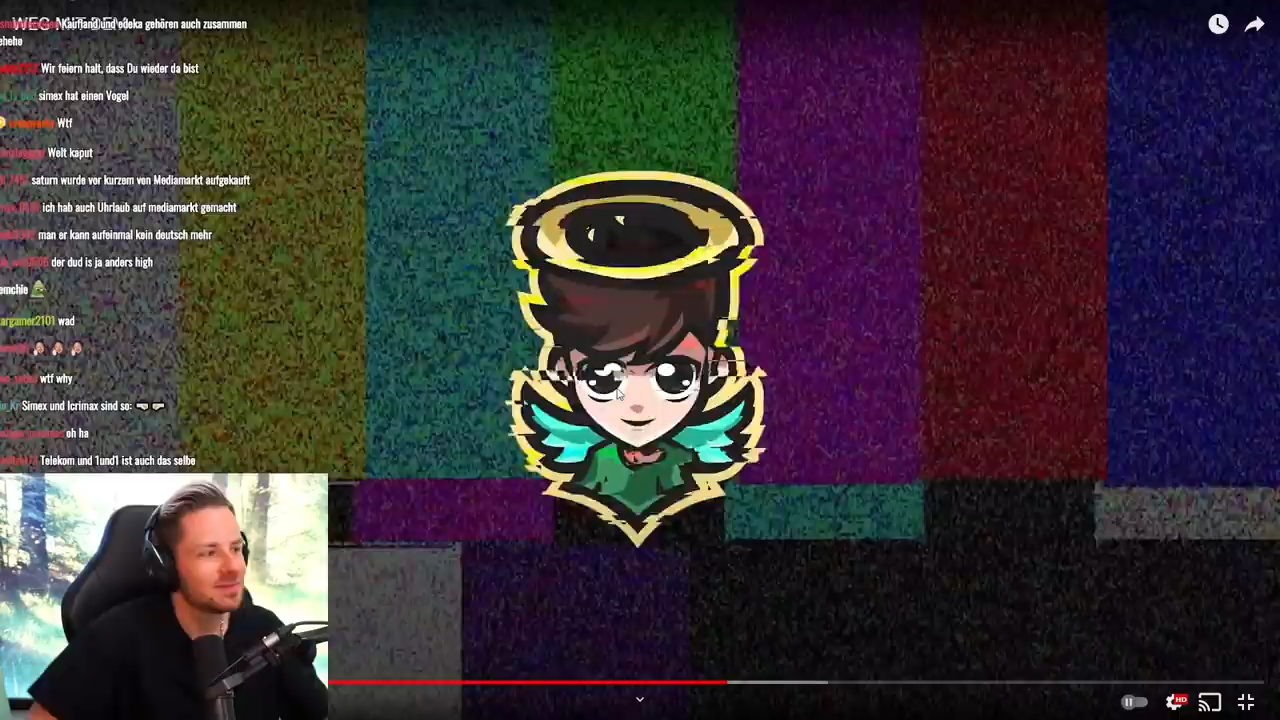 Kaufland und edeka gehören auch zusammen
ehehe
Wir feiern halt, dass Du wieder da bist
simex hat einen Vogel
Wtf
Welt kaput
saturn wurde vor kurzem von Mediamarkt aufgekauft
ich hab auch Uhrlaub auf mediamarkt gemacht
man er kann aufeinmal kein deutsch mehr
der dud is ja anders high
emchie
argamer2101 wad
wtf why
Simex und Icrimax sind so:
oh ha
Telekom und 1und1 ist auch das selbe
HD